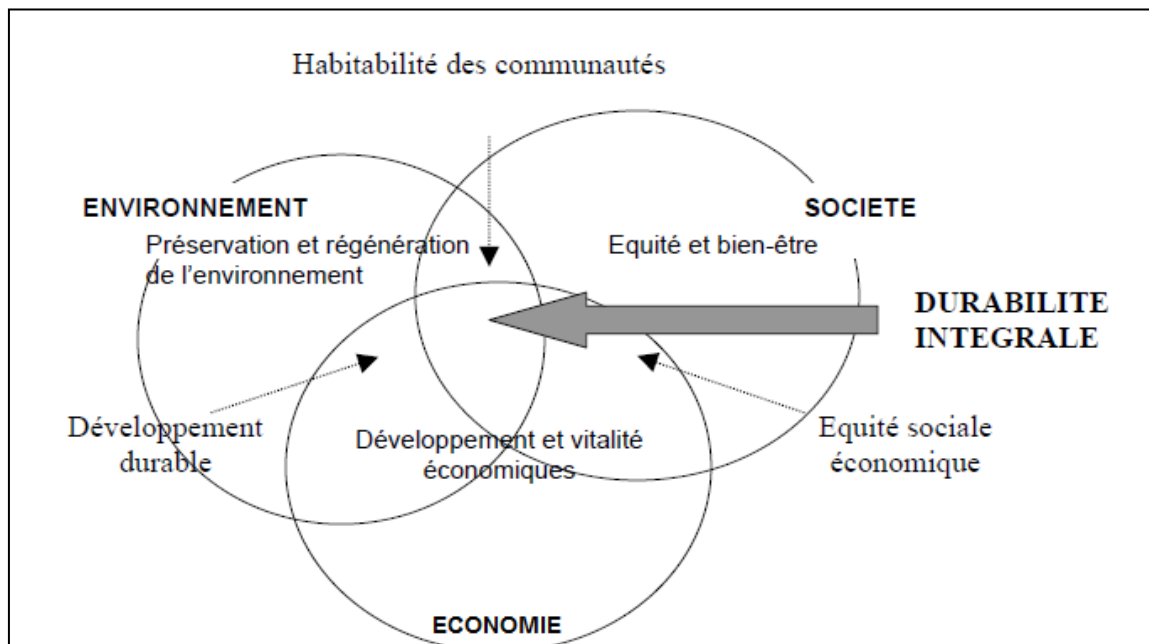 Habitabilité des communautés
ENVIRONNEMENT
SOCIETE
Préservation et régénération
de l'environnement
Equité et bien-être
DURABILITE
INTEGRALE
Développement
durable
Développement et vitalité
économiques
Equité sociale
économique
ECONOMIE